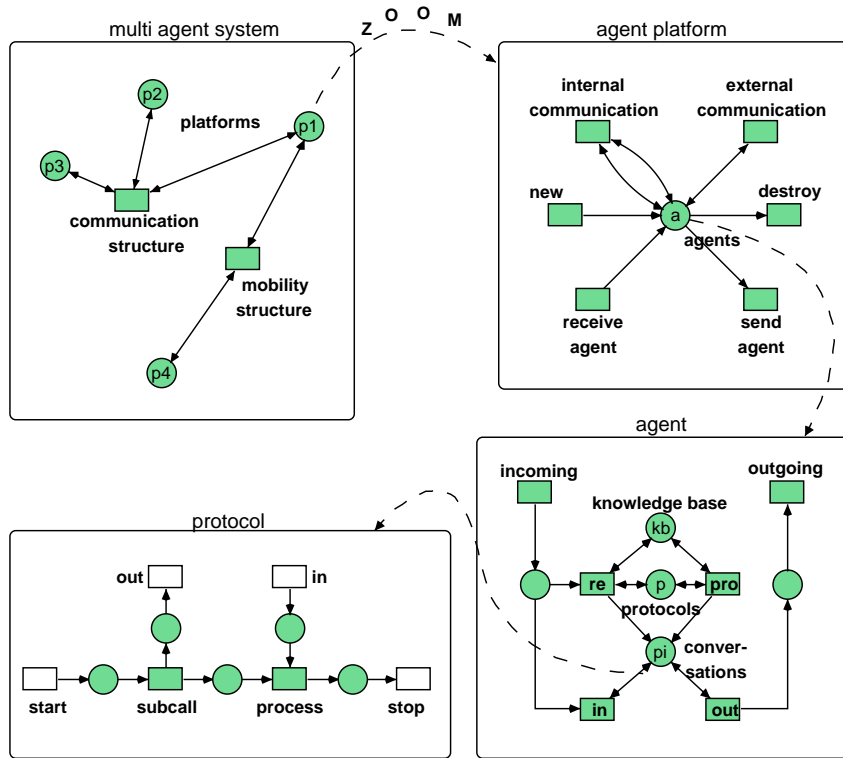 multi agent system
Z O O M
p2
platforms
p1
p3
communication
structure
mobility
structure
p4
agent platform
internal
communication
external
communication
new
destroy
a
agents
receive
agent
send
agent
agent
incoming
outgoing
knowledge base
kb
re
p
pro
protocols
pi
conver-
sations
in
out
protocol
out
in
start
subcall
process
stop